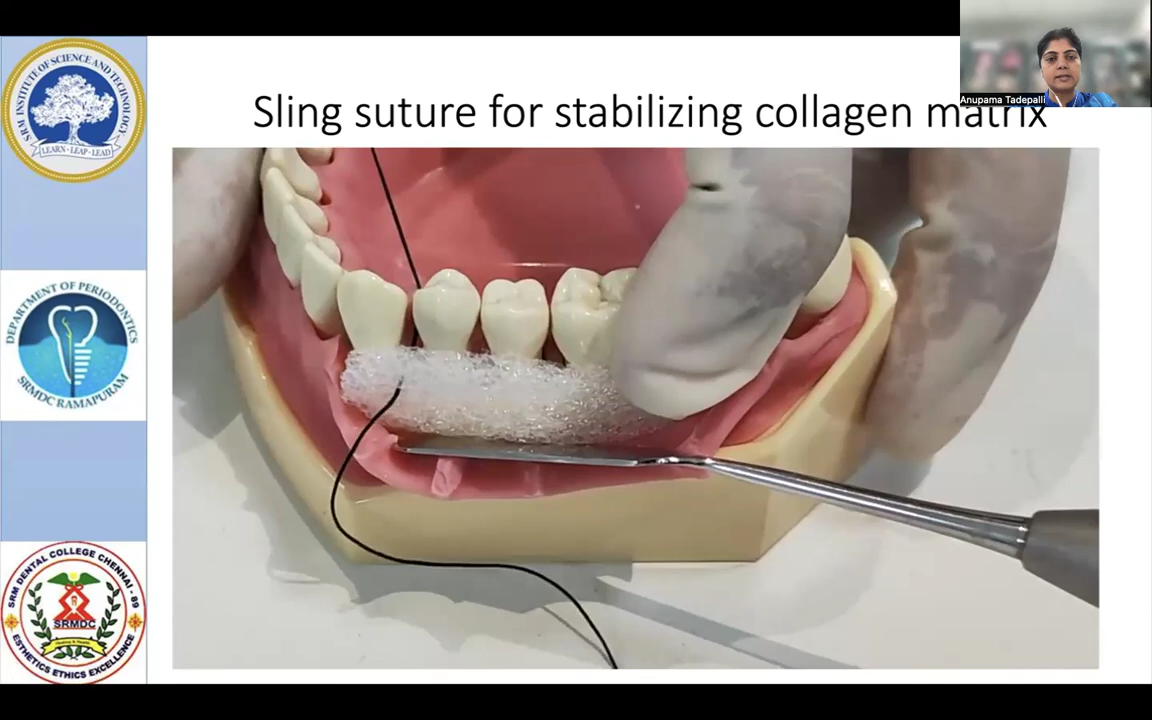 Sling suture for stabilizing collagen matrix
Anupama Tadepalli
SRM INSTITUTE OF SCIENCE AND TECHNOLOGY
LEARN - LEAP - LEAD
DEPARTMENT OF PERIODONTICS
SRMDC RAMAPURAM
SRM DENTAL COLLEGE CHENNAI - 89
SRMDC
ESTHETICS ETHICS EXCELLENCE